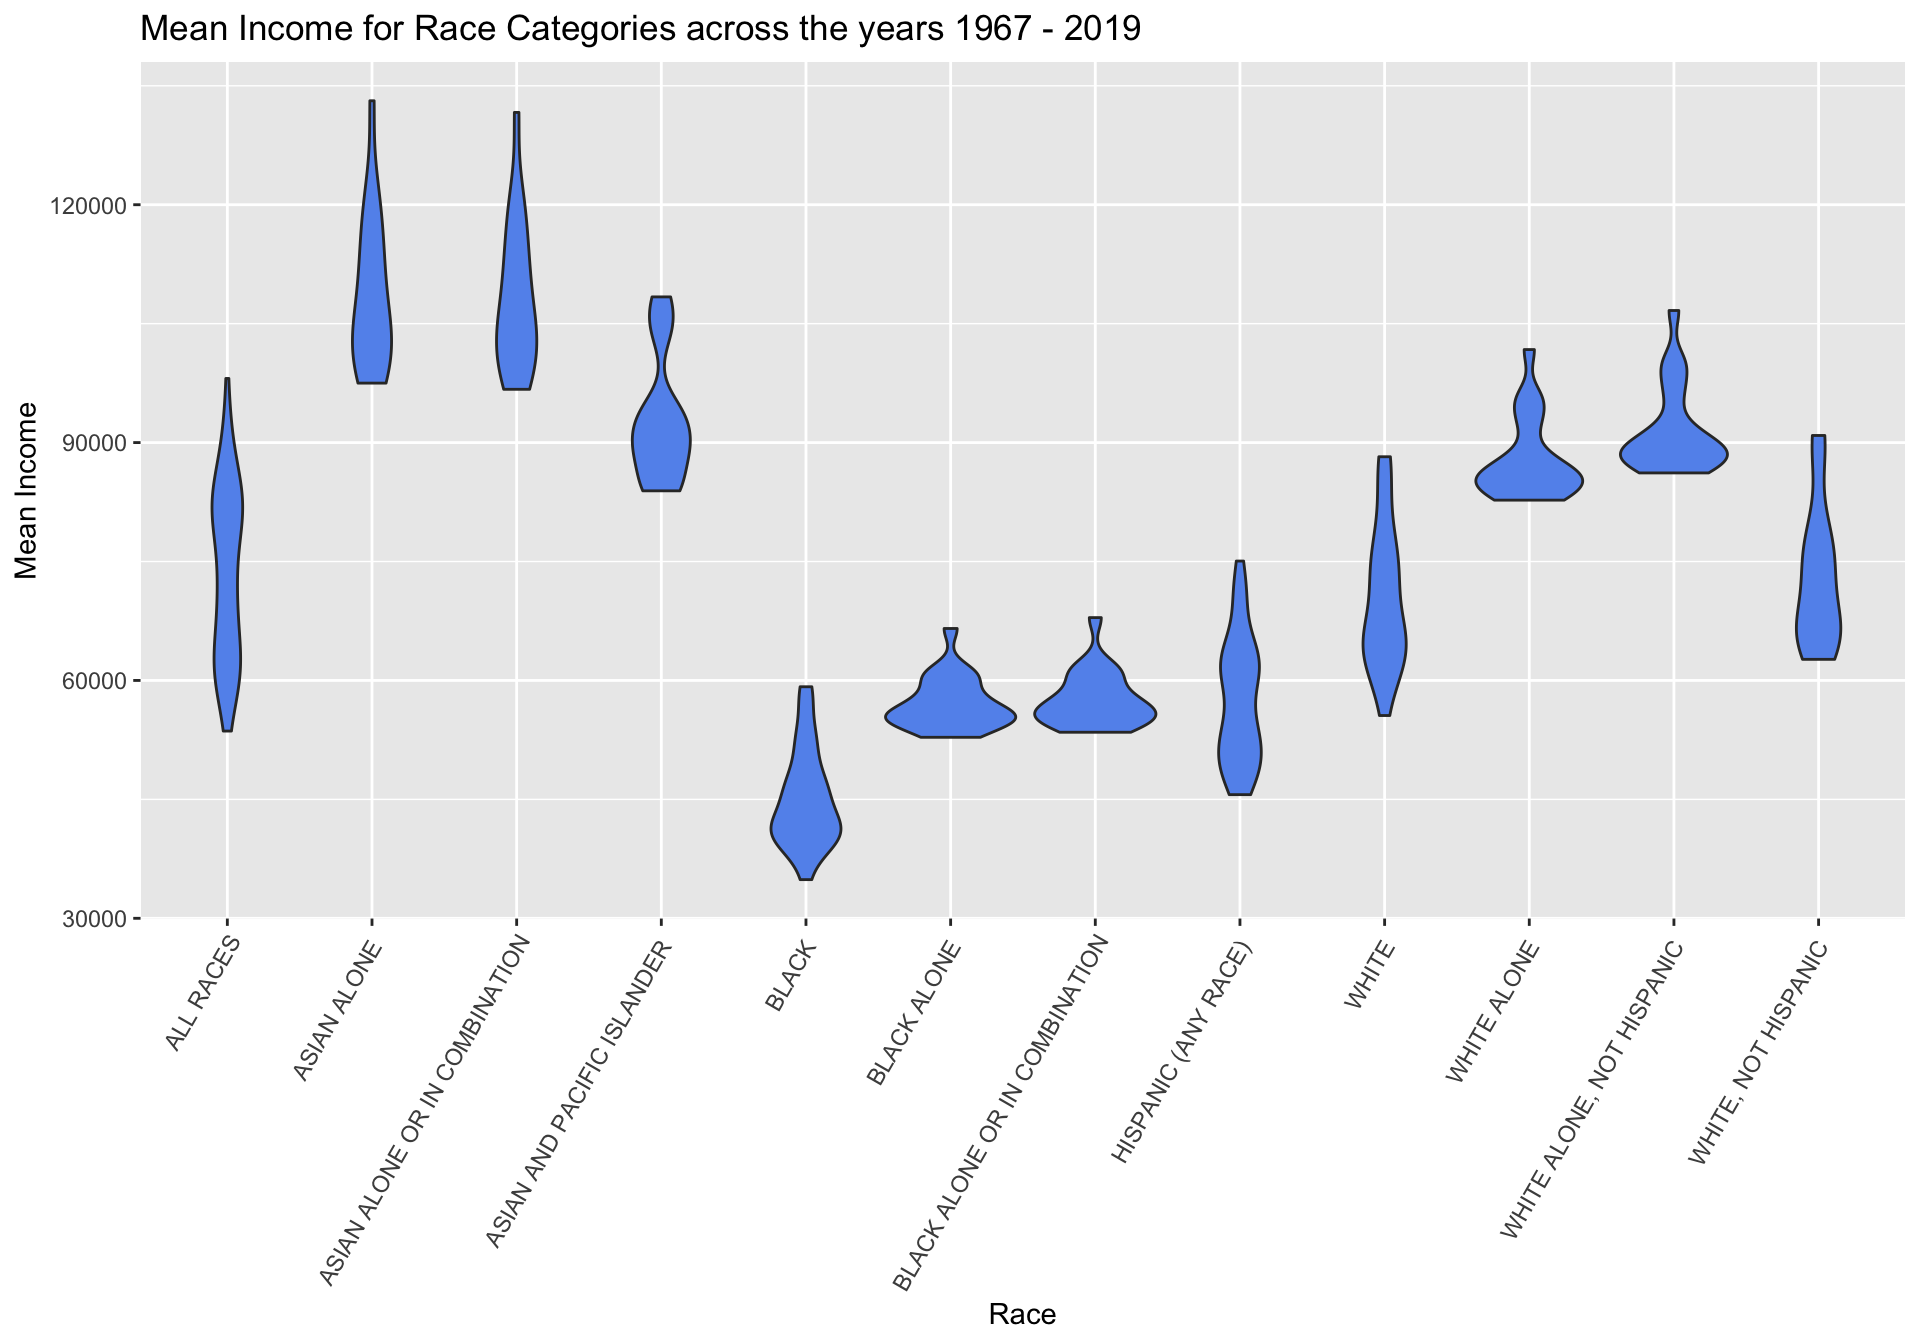 Mean Income for Race Categories across the years 1967 - 2019
Mean Income
120000
90000
60000
30000
ALL RACES
ASIAN ALONE
ASIAN ALONE OR IN COMBINATION
ASIAN AND PACIFIC ISLANDER
BLACK
BLACK ALONE
BLACK ALONE OR IN COMBINATION
HISPANIC (ANY RACE)
WHITE
WHITE ALONE
WHITE ALONE, NOT HISPANIC
WHITE, NOT HISPANIC
Race